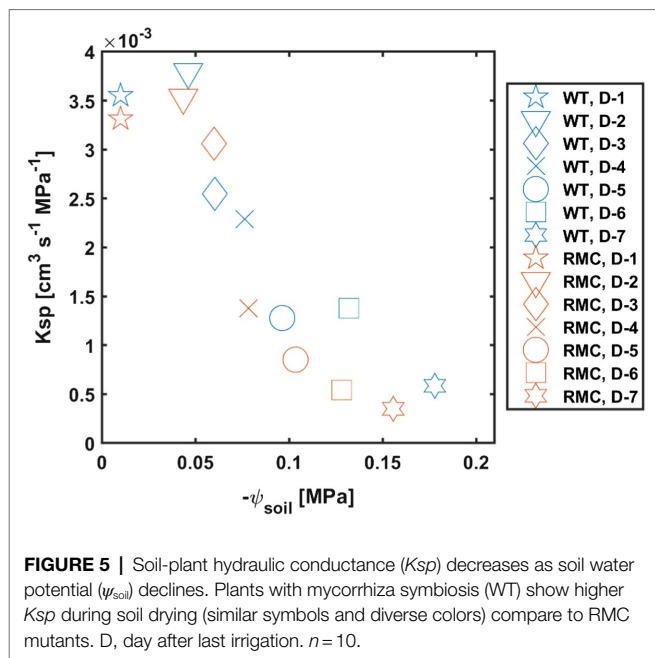 ×10⁻³
4
3.5
3
2.5
2
1.5
1
0.5
0
Ksp [cm³ s⁻¹ MPa⁻¹]
0 0.05 0.1 0.15 0.2
-ψsoil [MPa]
WT, D-1
WT, D-2
WT, D-3
WT, D-4
WT, D-5
WT, D-6
WT, D-7
RMC, D-1
RMC, D-2
RMC, D-3
RMC, D-4
RMC, D-5
RMC, D-6
RMC, D-7
FIGURE 5 | Soil-plant hydraulic conductance (Ksp) decreases as soil water
potential (ψsoil) declines. Plants with mycorrhiza symbiosis (WT) show higher
Ksp during soil drying (similar symbols and diverse colors) compare to RMC
mutants. D, day after last irrigation. n = 10.